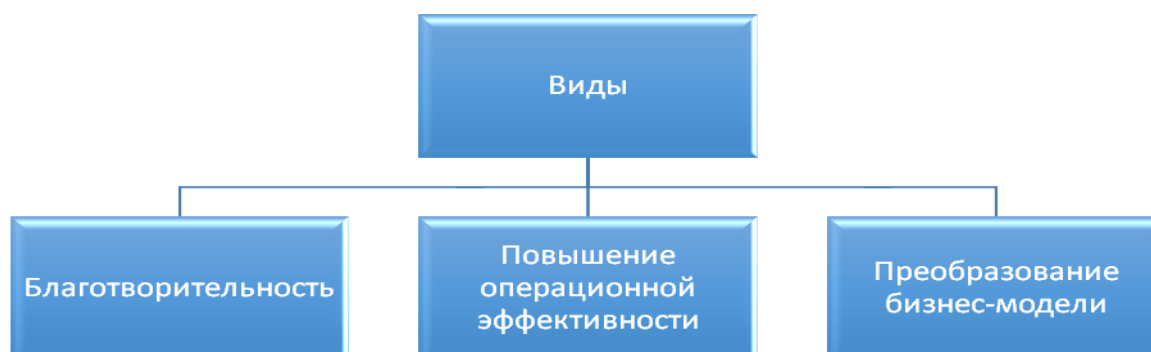 Виды
Благотворительность
Повышение
операционной
эффективности
Преобразование
бизнес-модели